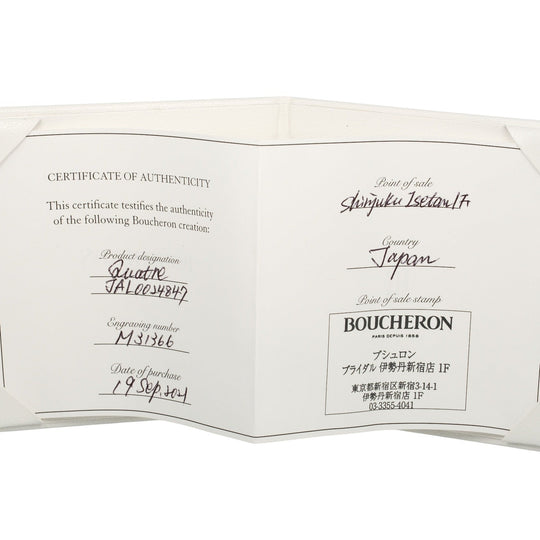 CERTIFICATE OF AUTHENTICITY
This certificate testifies the authenticity
of the following Boucheron creation:
Product designation
Quatre
JAL00J4847
Engraving number
M31366
Date of purchase
19 Sep. 2021
Point of sale
Shinjuku Isetan 1F
Country
Japan
Point of sale stamp
BOUCHERON
PARIS DEPUIS 1858
ブシュロン
ブライダル 伊勢丹新宿店 1F
東京都新宿区新宿3-14-1
伊勢丹新宿店 1F
03-3355-4041